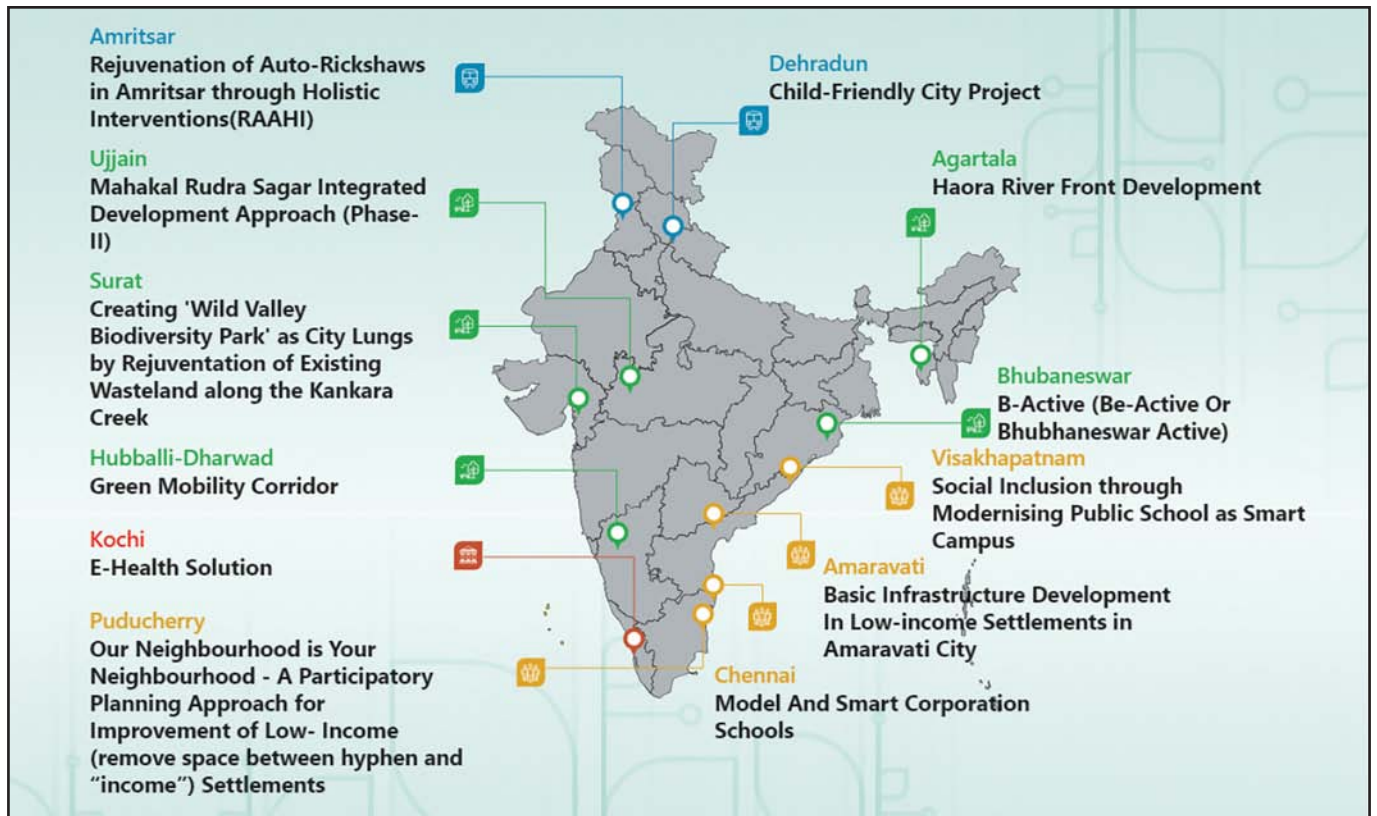 Amritsar
Rejuvenation of Auto-Rickshaws
in Amritsar through Holistic
Interventions(RAAHI)
Ujjain
Mahakal Rudra Sagar Integrated
Development Approach (Phase-
II)
Surat
Creating 'Wild Valley
Biodiversity Park' as City Lungs
by Rejuventation of Existing
Wasteland along the Kankara
Creek
Hubballi-Dharwad
Green Mobility Corridor
Kochi
E-Health Solution
Puducherry
Our Neighbourhood is Your
Neighbourhood - A Participatory
Planning Approach for
Improvement of Low- Income
(remove space between hyphen and
“income”) Settlements
Dehradun
Child-Friendly City Project
Agartala
Haora River Front Development
Bhubaneswar
B-Active (Be-Active Or
Bhubhaneswar Active)
Visakhapatnam
Social Inclusion through
Modernising Public School as Smart
Campus
Amaravati
Basic Infrastructure Development
In Low-income Settlements in
Amaravati City
Chennai
Model And Smart Corporation
Schools